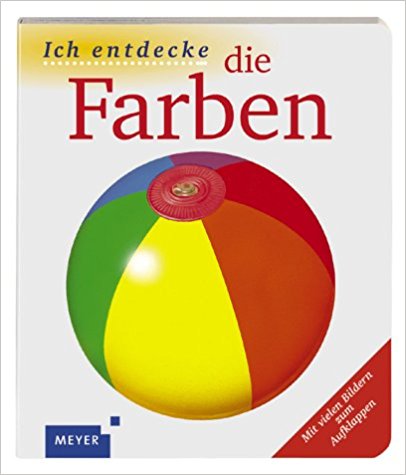 Ich entdecke die
Farben
Mit vielen Bildern
zum
Aufklappen
MEYER